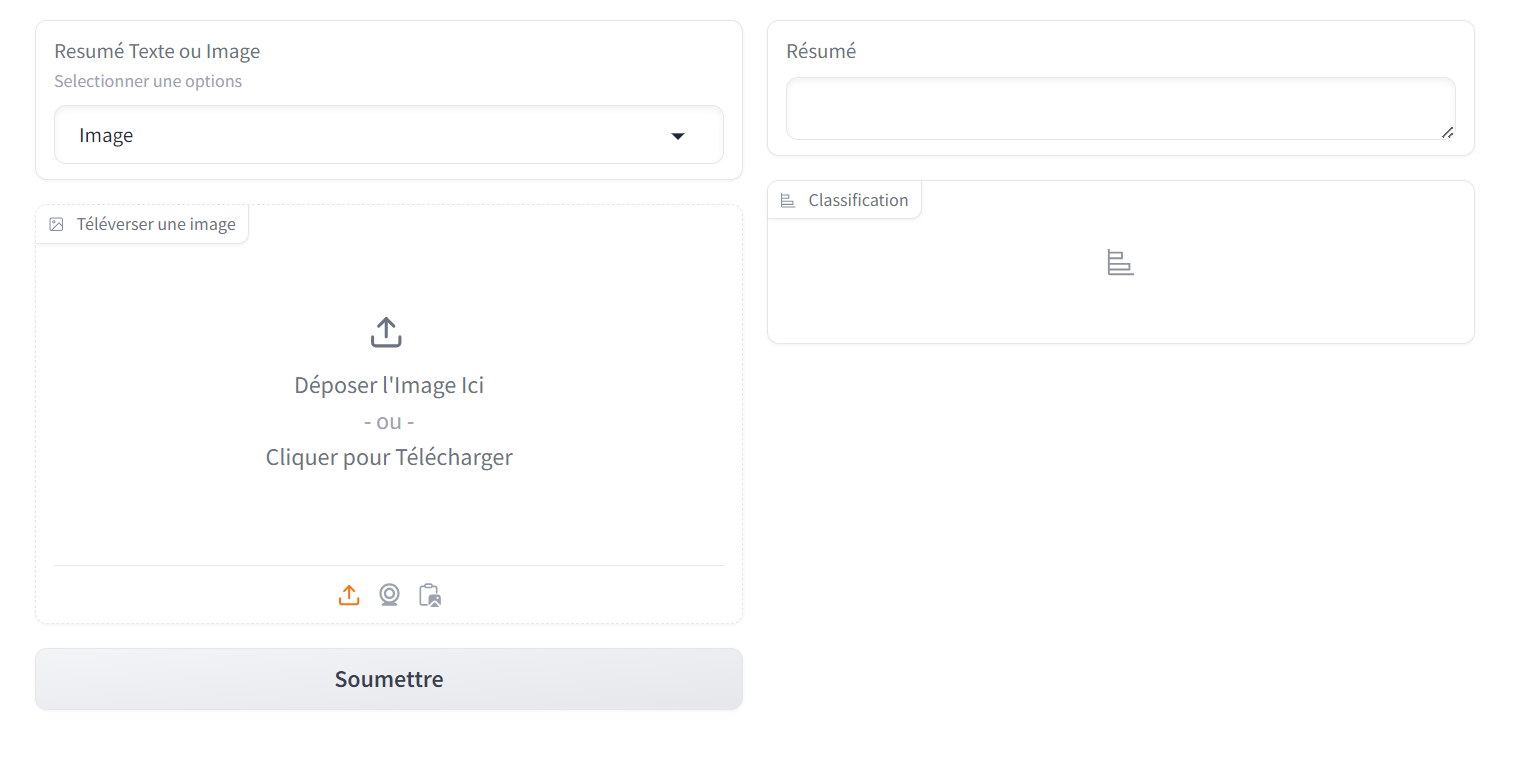 Resumé Texte ou Image
Selectionner une options
Image
Téléverser une image
Déposer l'Image Ici
- ou -
Cliquer pour Télécharger
Soumettre
Résumé
Classification